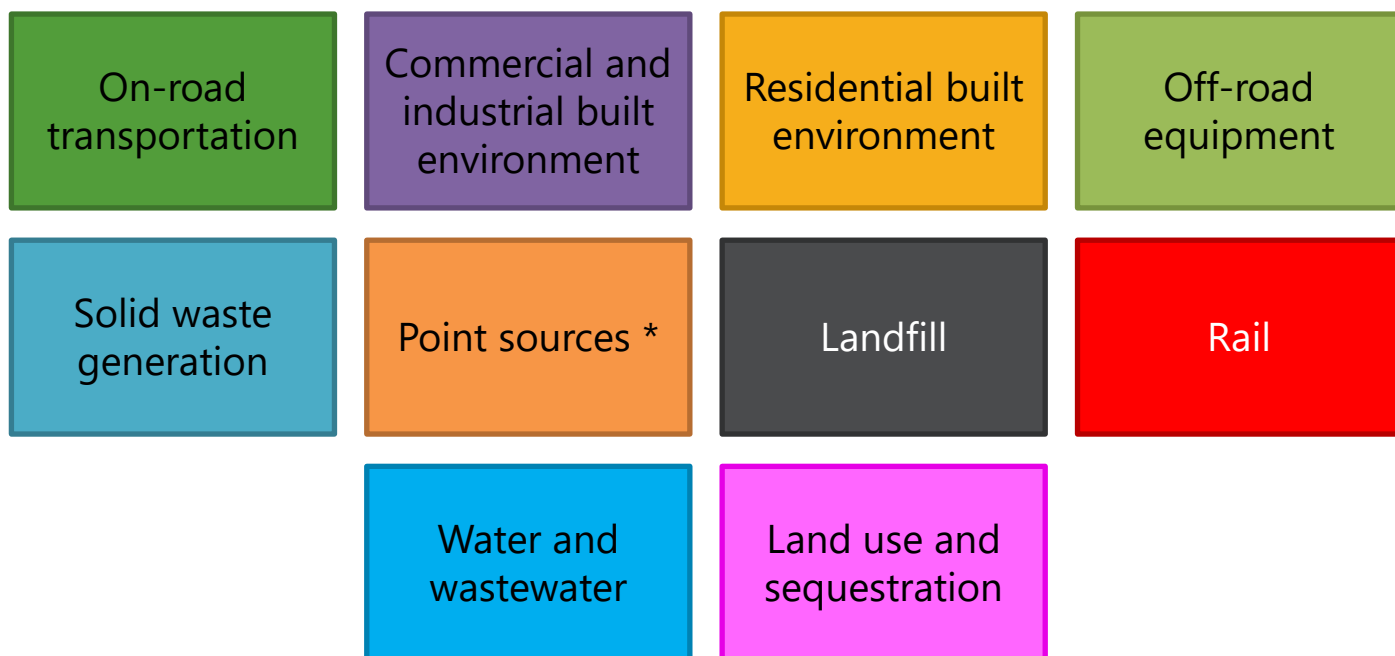 On-road
transportation
Commercial and
industrial built
environment
Residential built
environment
Off-road
equipment
Solid waste
generation
Point sources *
Landfill
Rail
Water and
wastewater
Land use and
sequestration